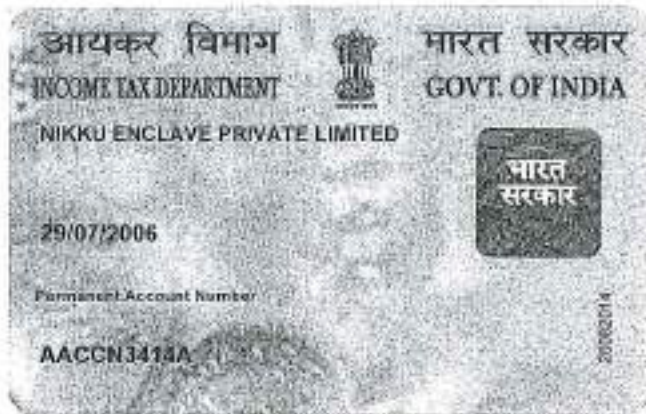 आयकर विभाग
INCOME TAX DEPARTMENT
भारत सरकार
GOVT. OF INDIA
NIKKU ENCLAVE PRIVATE LIMITED
भारत
सरकार
29/07/2006
Permanent Account Number
AACCN3414A